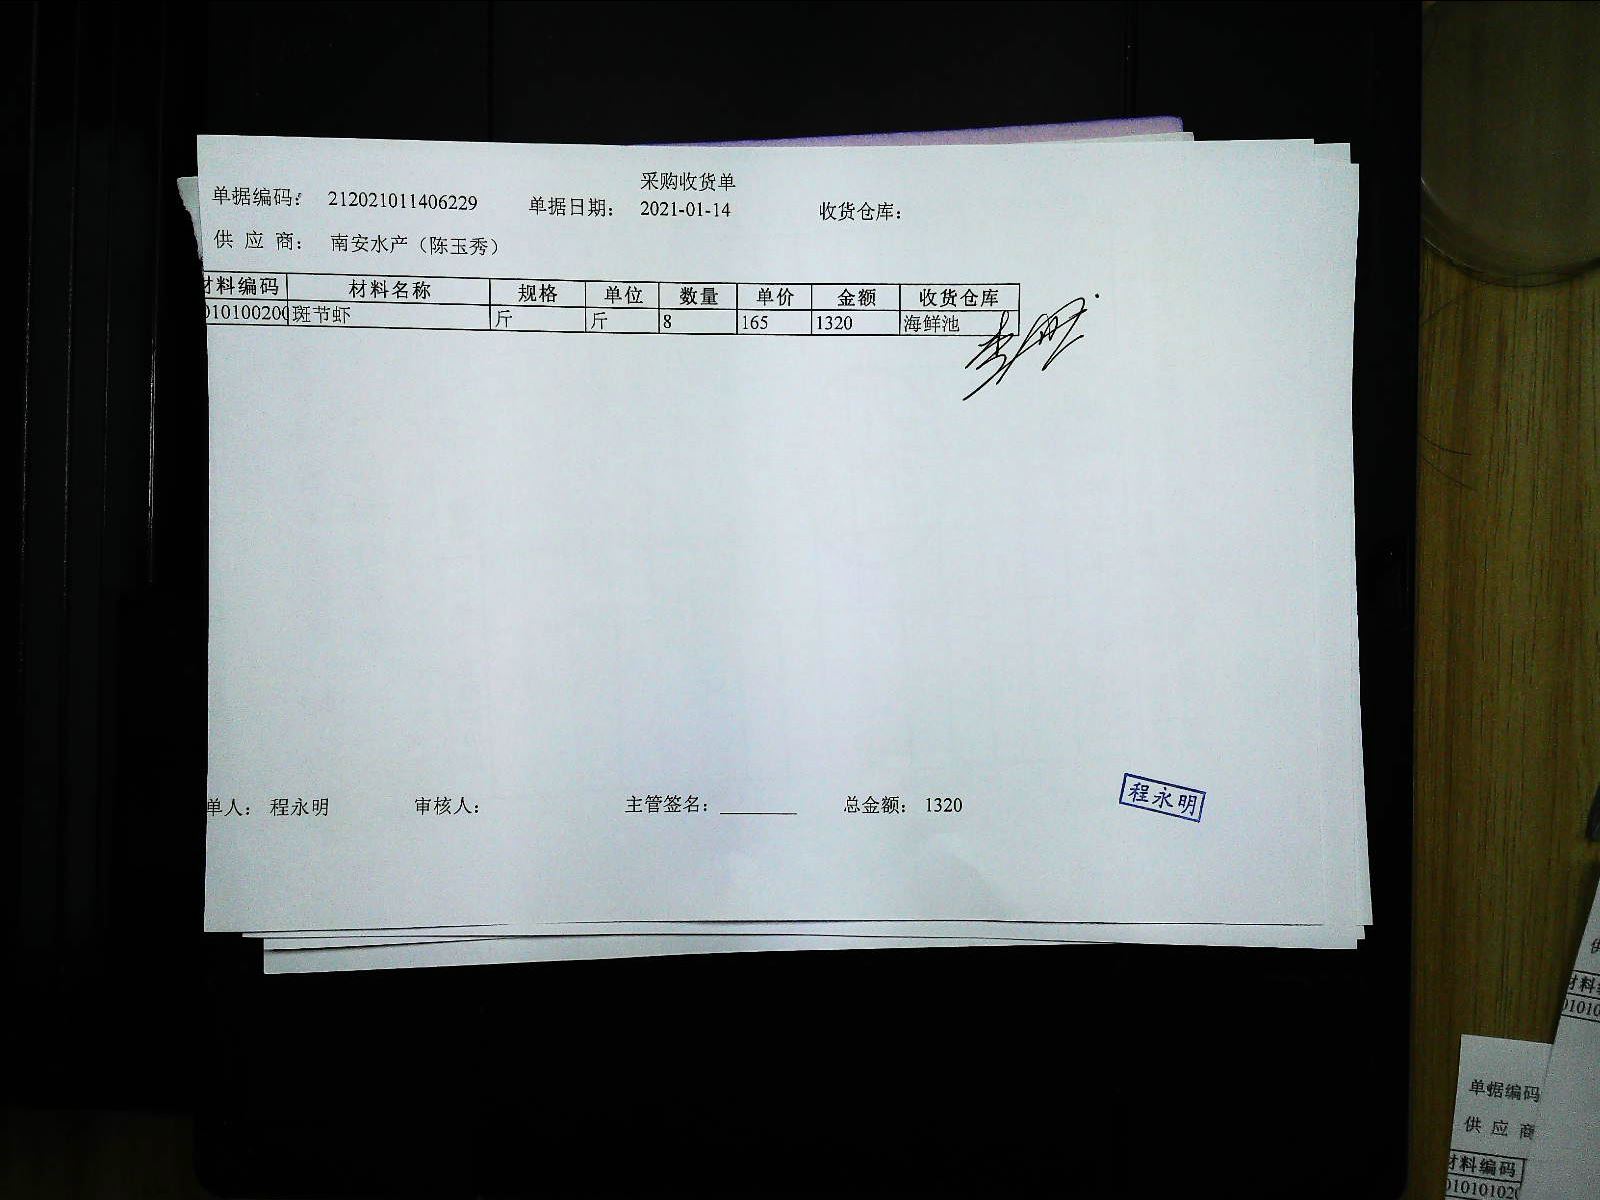 采购收货单
单据编码: 212021011406229 单据日期: 2021-01-14 收货仓库:
供 应 商: 南安水产（陈玉秀）
材料编码 材料名称 规格 单位 数量 单价 金额 收货仓库
斑节虾 斤 斤 8 165 1320 海鲜池
单人: 程永明 审核人: 主管签名: 总金额: 1320
程永明
单据编码
供 应 商
材料编码